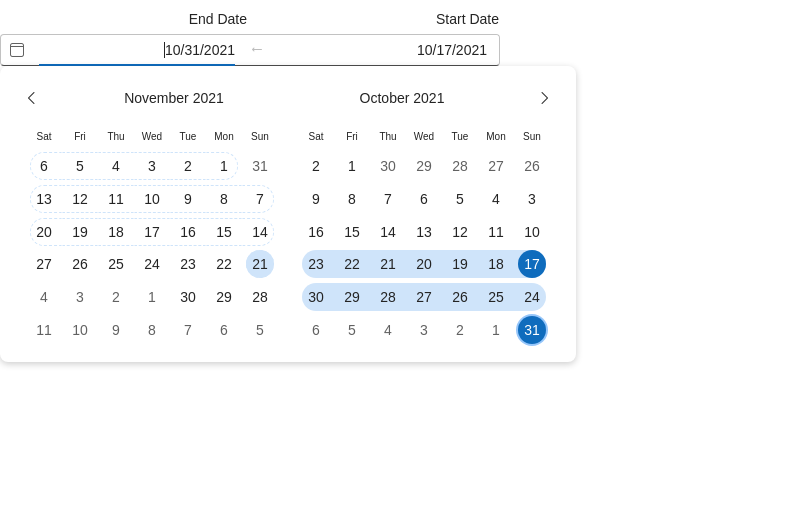 End Date Start Date
10/31/2021 ← 10/17/2021
November 2021 October 2021
Sat Fri Thu Wed Tue Mon Sun Sat Fri Thu Wed Tue Mon Sun
6 5 4 3 2 1 31 2 1 30 29 28 27 26
13 12 11 10 9 8 7 9 8 7 6 5 4 3
20 19 18 17 16 15 14 16 15 14 13 12 11 10
27 26 25 24 23 22 21 23 22 21 20 19 18 17
4 3 2 1 30 29 28 30 29 28 27 26 25 24
11 10 9 8 7 6 5 6 5 4 3 2 1 31